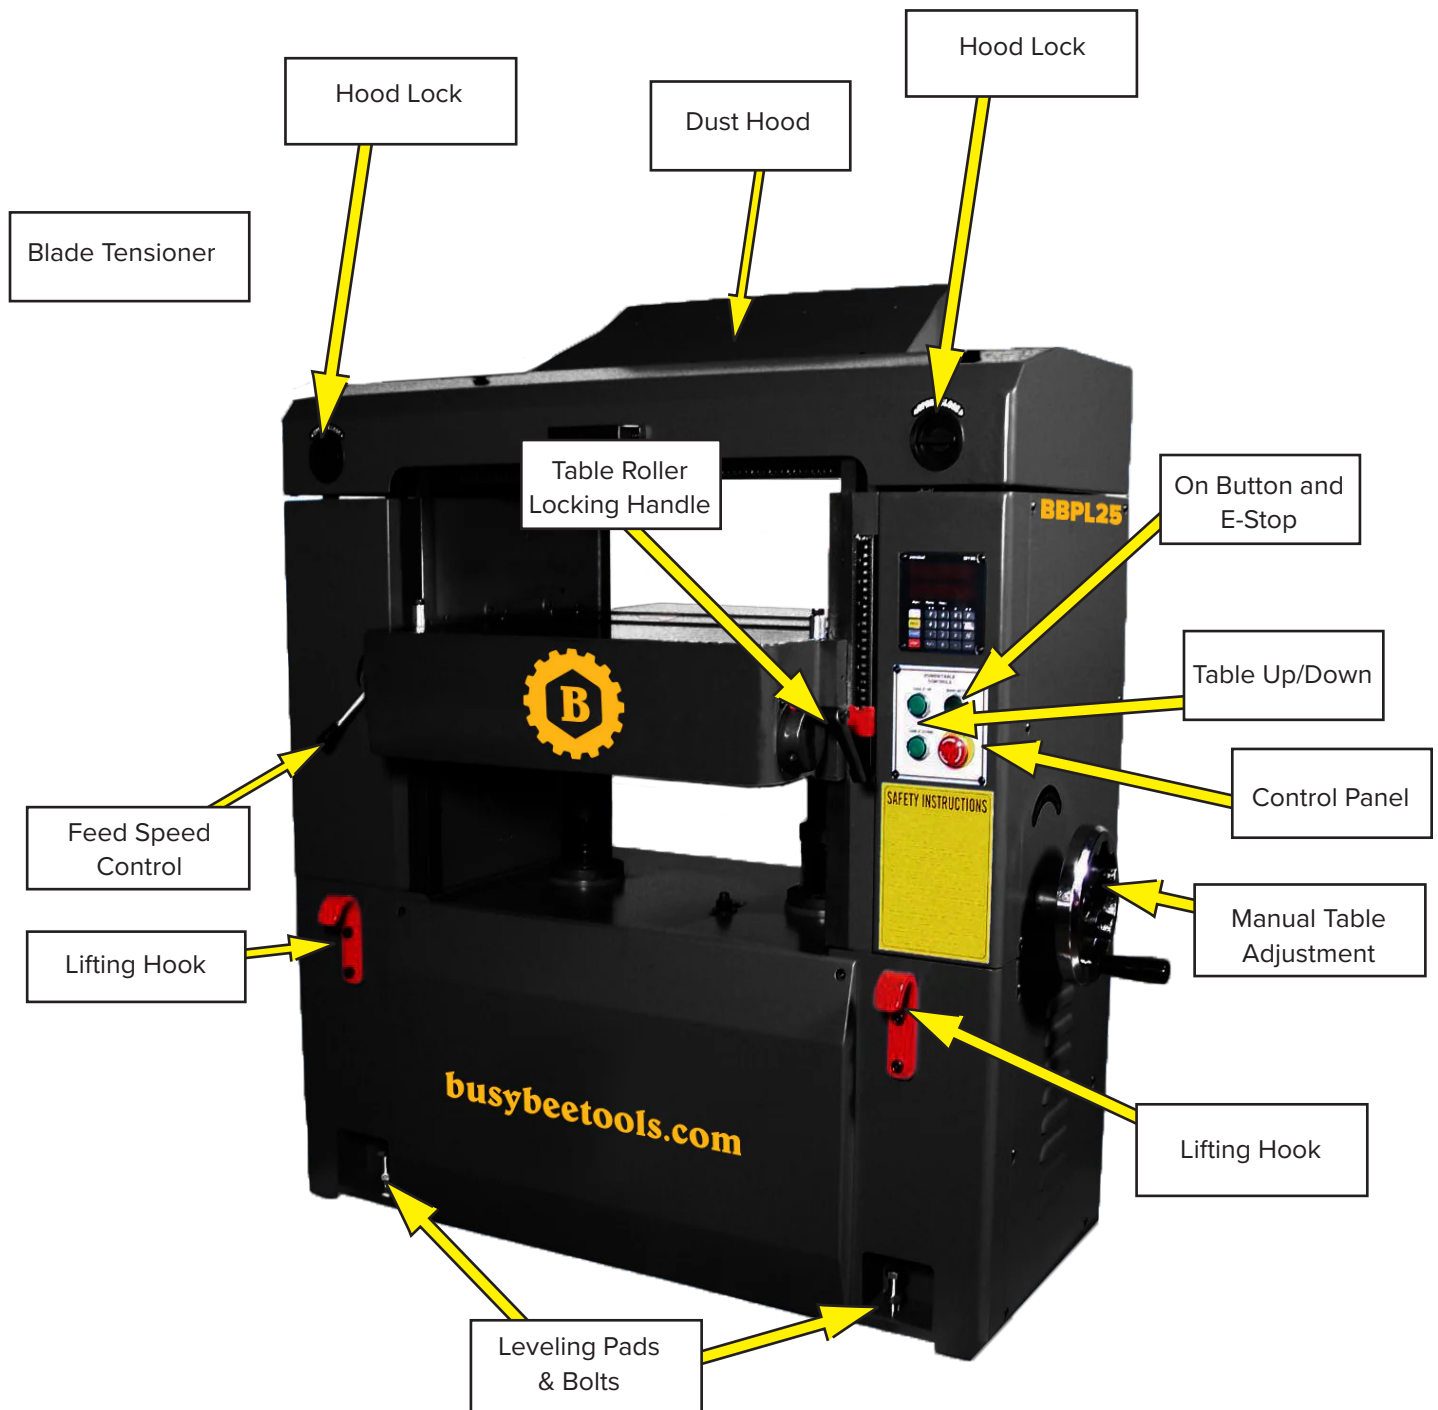 Hood Lock
Hood Lock
Dust Hood
Blade Tensioner
Table Roller
Locking Handle
On Button and
E-Stop
BBPL25
Table Up/Down
B
Control Panel
SAFETY INSTRUCTIONS
Feed Speed
Control
Manual Table
Adjustment
Lifting Hook
busybeetools.com
Lifting Hook
Leveling Pads
& Bolts